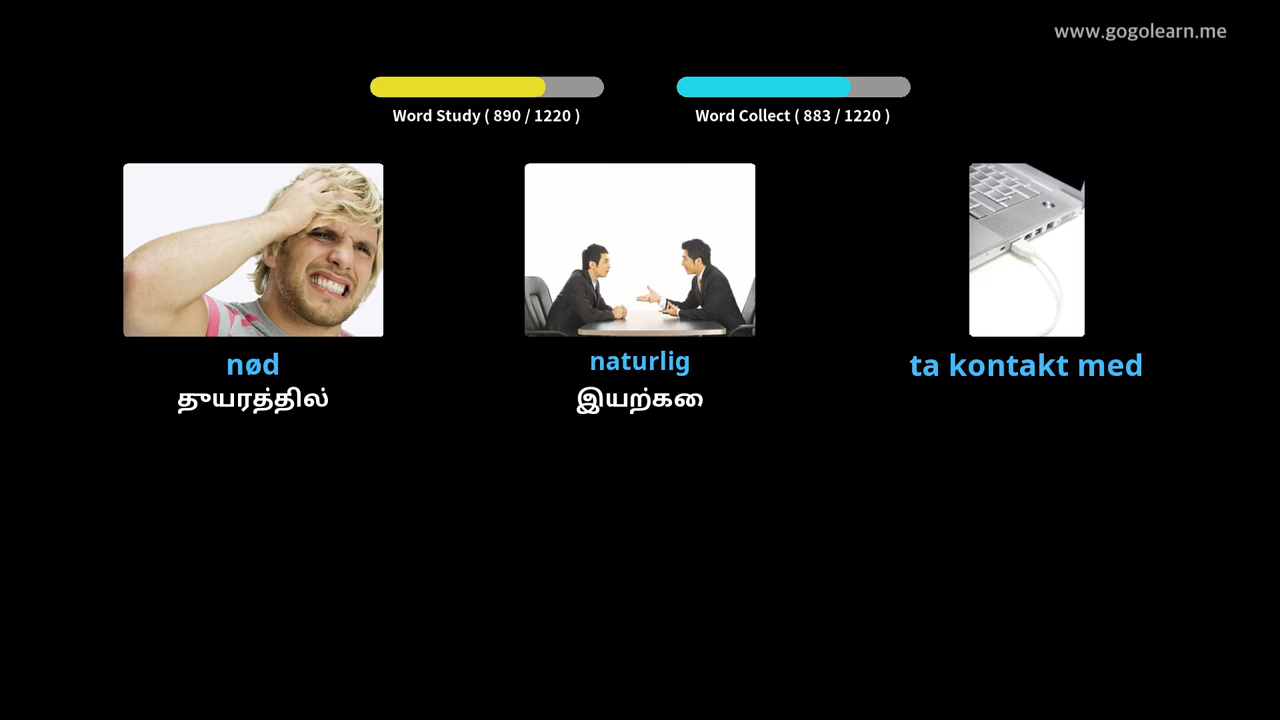 www.gogolearn.me
Word Study ( 890 / 1220 )
Word Collect ( 883 / 1220 )
nød
துயரத்தில்
naturlig
இயற்கை
ta kontakt med